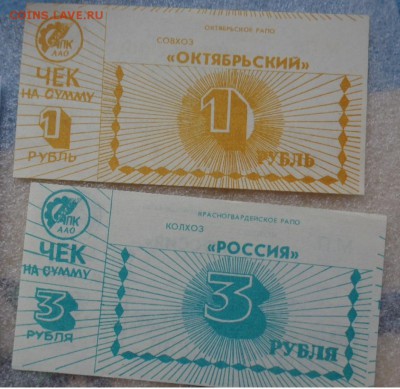 COINS.LAVE.RU
АПК
ААО
ЧЕК
НА СУММУ
1
РУБЛЬ
ОКТЯБРЬСКОЕ РАПО
СОВХОЗ
«ОКТЯБРЬСКИЙ»
1
РУБЛЬ
АПК
ААО
ЧЕК
НА СУММУ
3
РУБЛЯ
КРАСНОГВАРДЕЙСКОЕ РАПО
КОЛХОЗ
«РОССИЯ»
3
РУБЛЯ